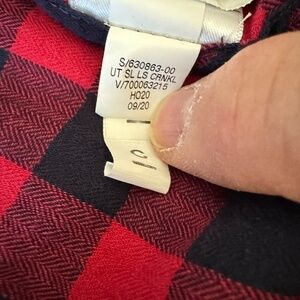 S/630863-00
UT SL LS CRNKL
V/700063215
HO20
09/20